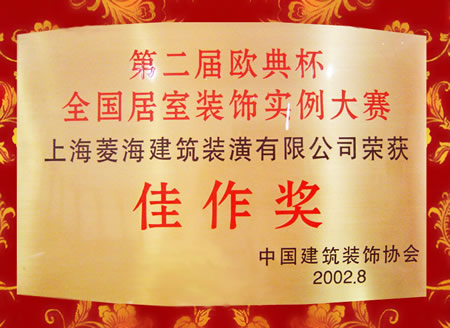 第二届欧典杯
全国居室装饰实例大赛
上海菱海建筑装潢有限公司荣获
佳作奖
中国建筑装饰协会
2002.8